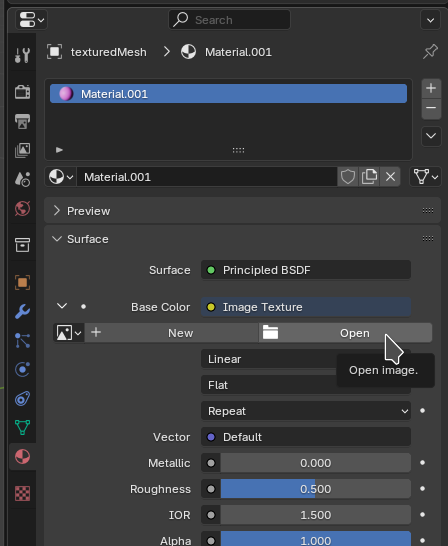 Search
texturedMesh > Material.001
Material.001
Material.001
Preview
Surface
Surface Principled BSDF
Base Color Image Texture
New Open
Linear
Open image.
Flat
Repeat
Vector Default
Metallic 0.000
Roughness 0.500
IOR 1.500
Alpha 1.000